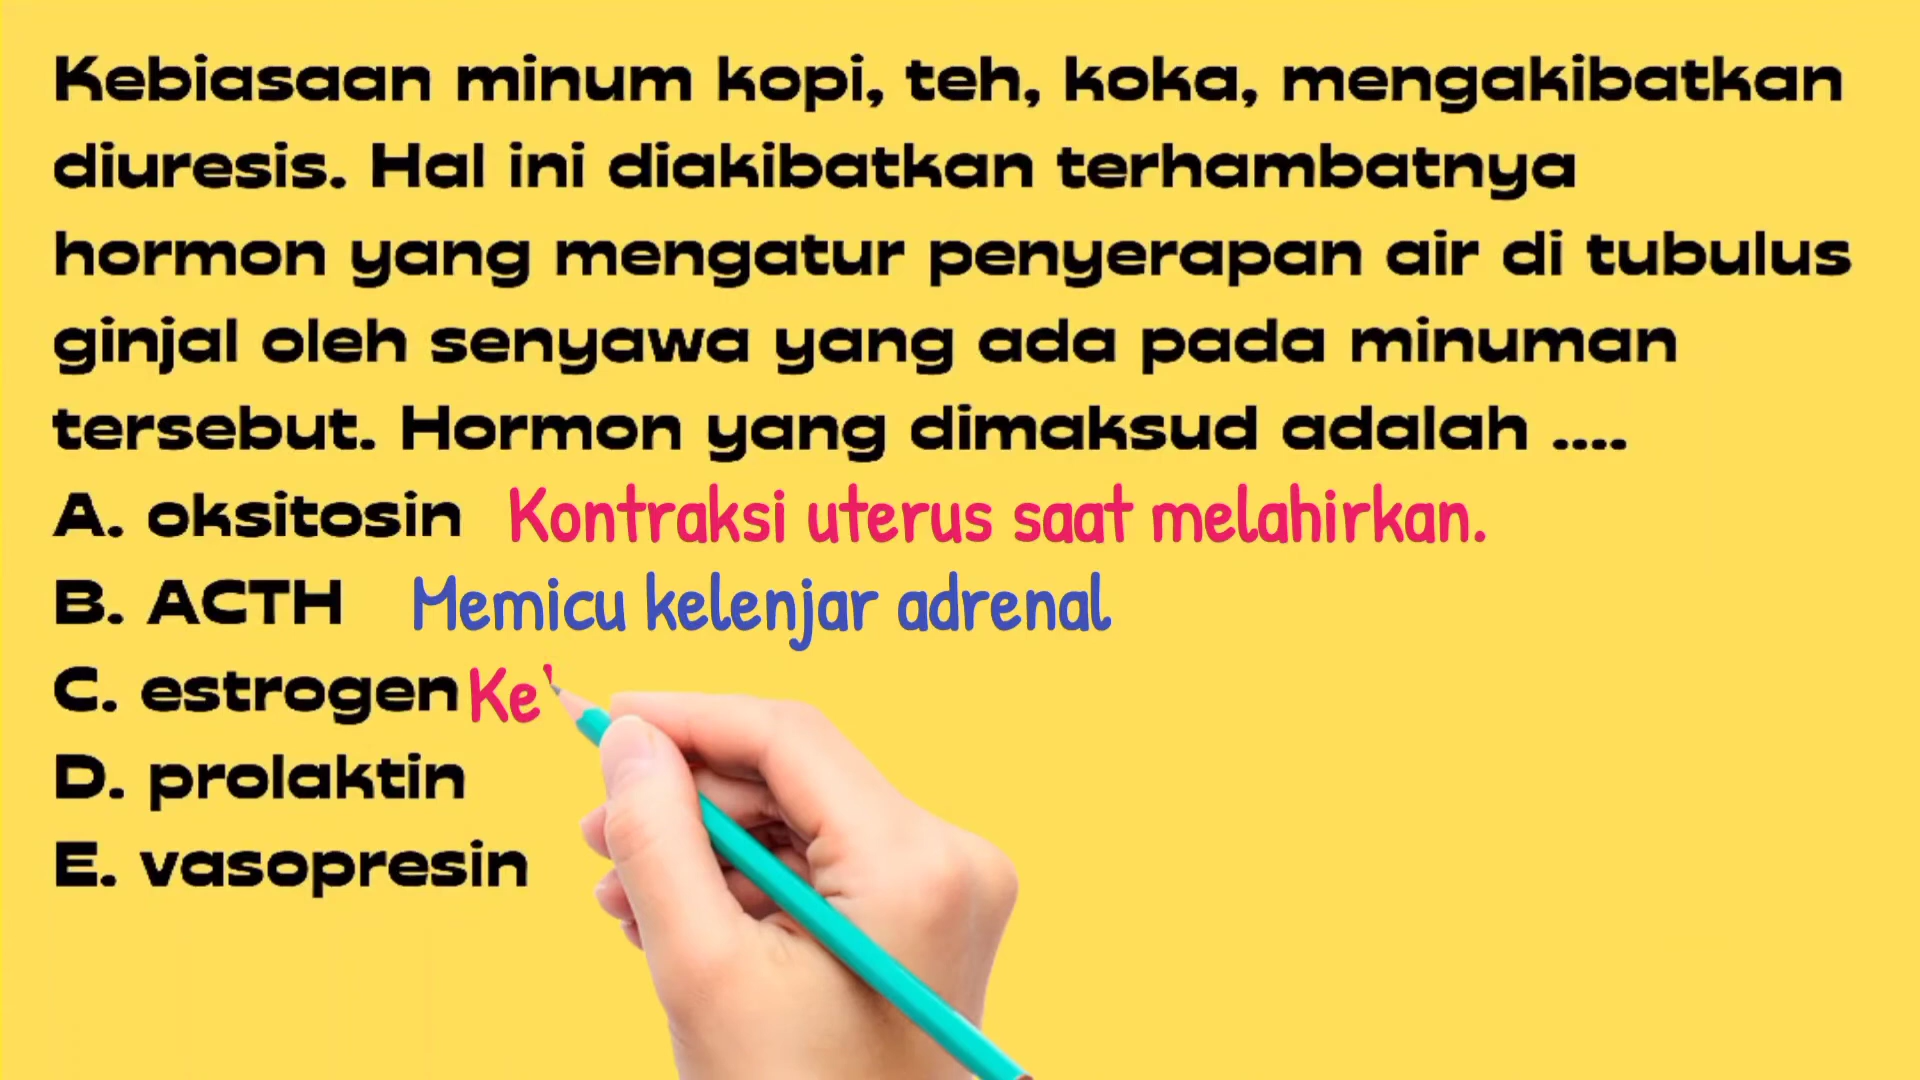 Kebiasaan minum kopi, teh, koka, mengakibatkan
diuresis. Hal ini diakibatkan terhambatnya
hormon yang mengatur penyerapan air di tubulus
ginjal oleh senyawa yang ada pada minuman
tersebut. Hormon yang dimaksud adalah ....
A. oksitosin Kontraksi uterus saat melahirkan.
B. ACTH Memicu kelenjar adrenal
C. estrogen Ke
D. prolaktin
E. vasopresin